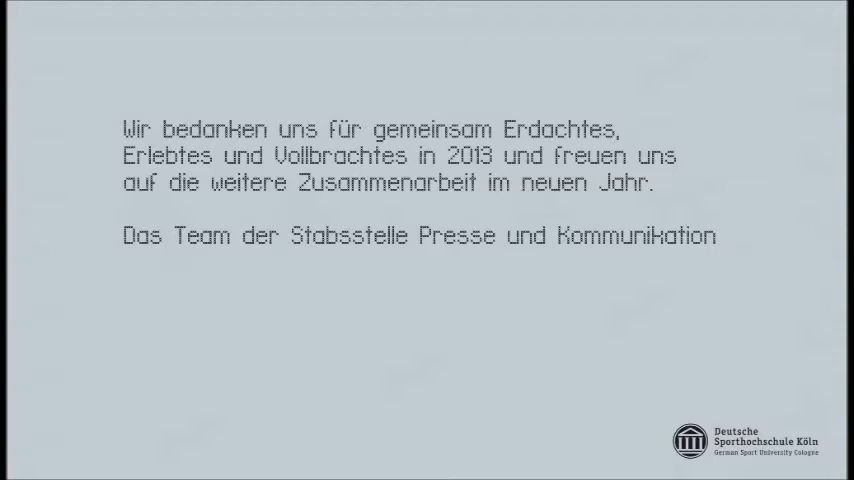 Wir bedanken uns für gemeinsam Erdachtes,
Erlebtes und Vollbrachtes in 2013 und freuen uns
auf die weitere Zusammenarbeit im neuen Jahr.
Das Team der Stabsstelle Presse und Kommunikation
Deutsche
Sporthochschule Köln
German Sport University Cologne